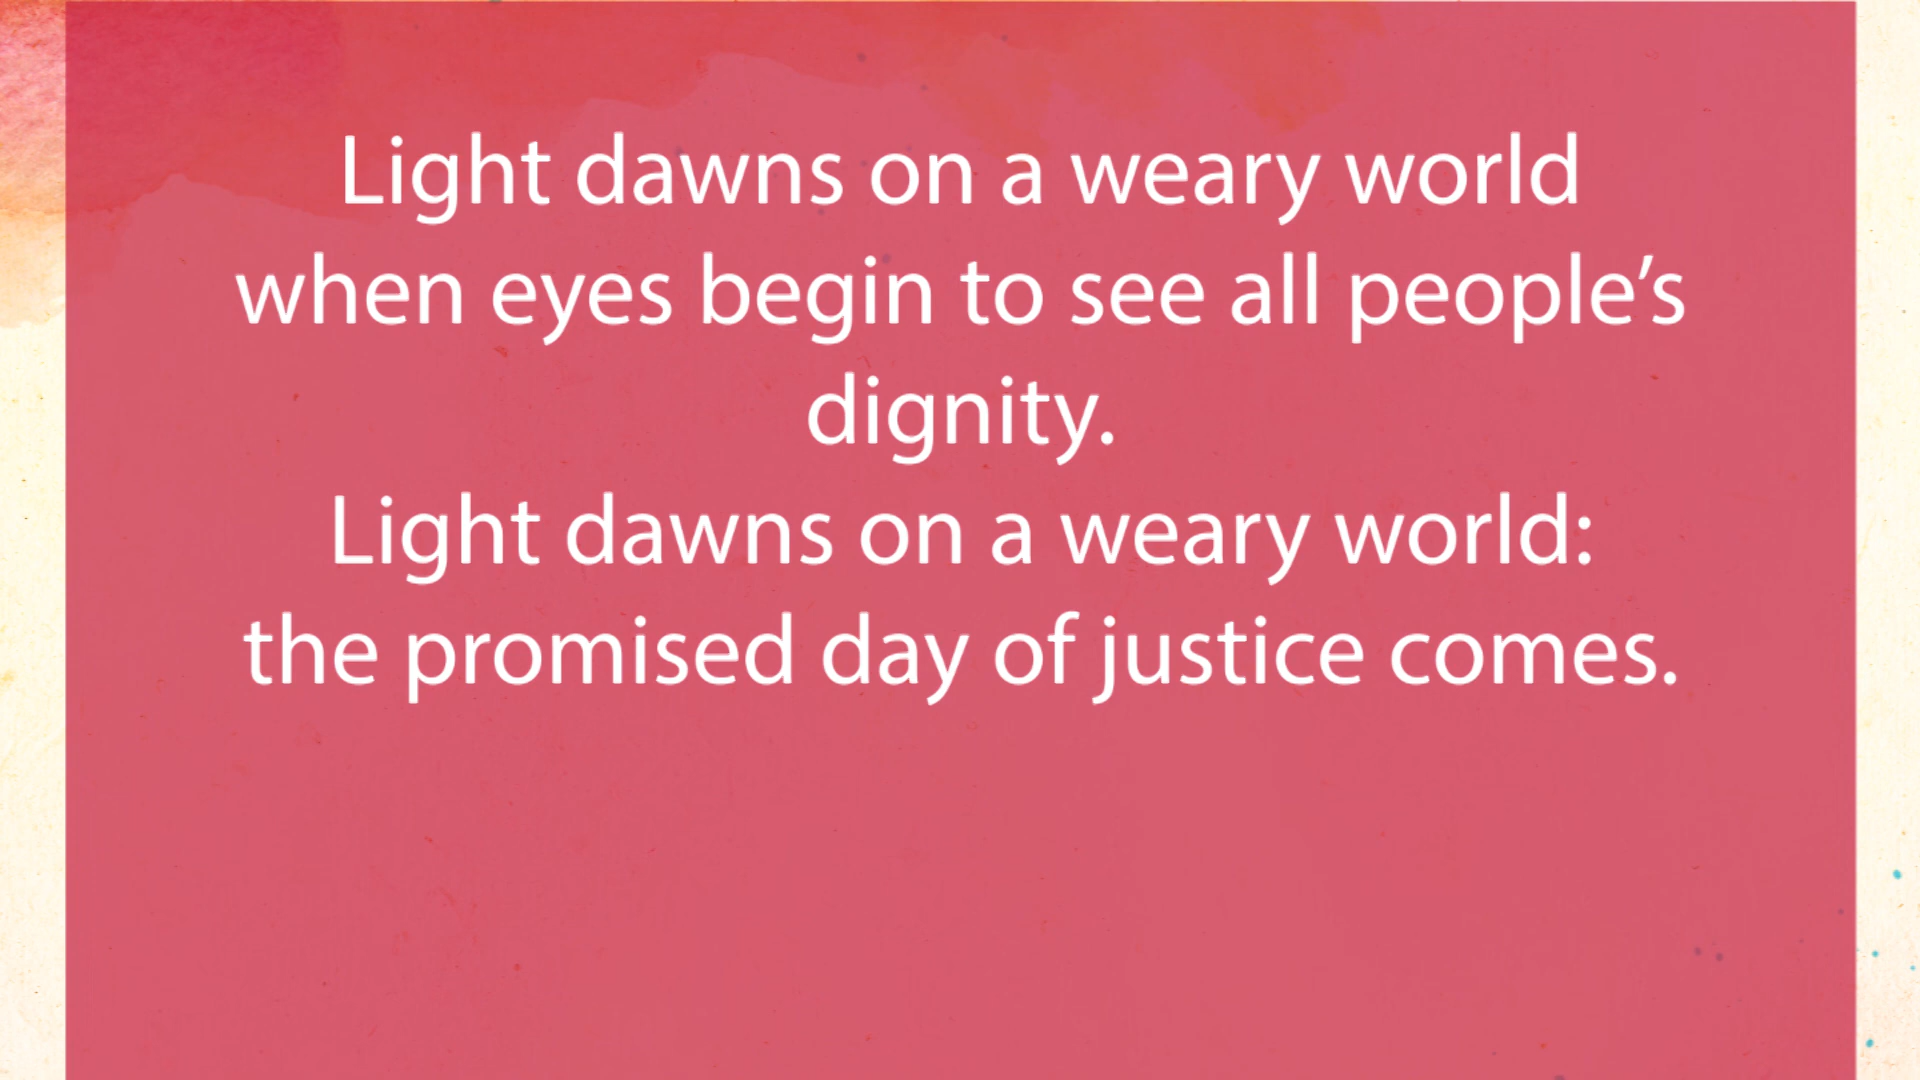 Light dawns on a weary world
when eyes begin to see all people’s
dignity.
Light dawns on a weary world:
the promised day of justice comes.